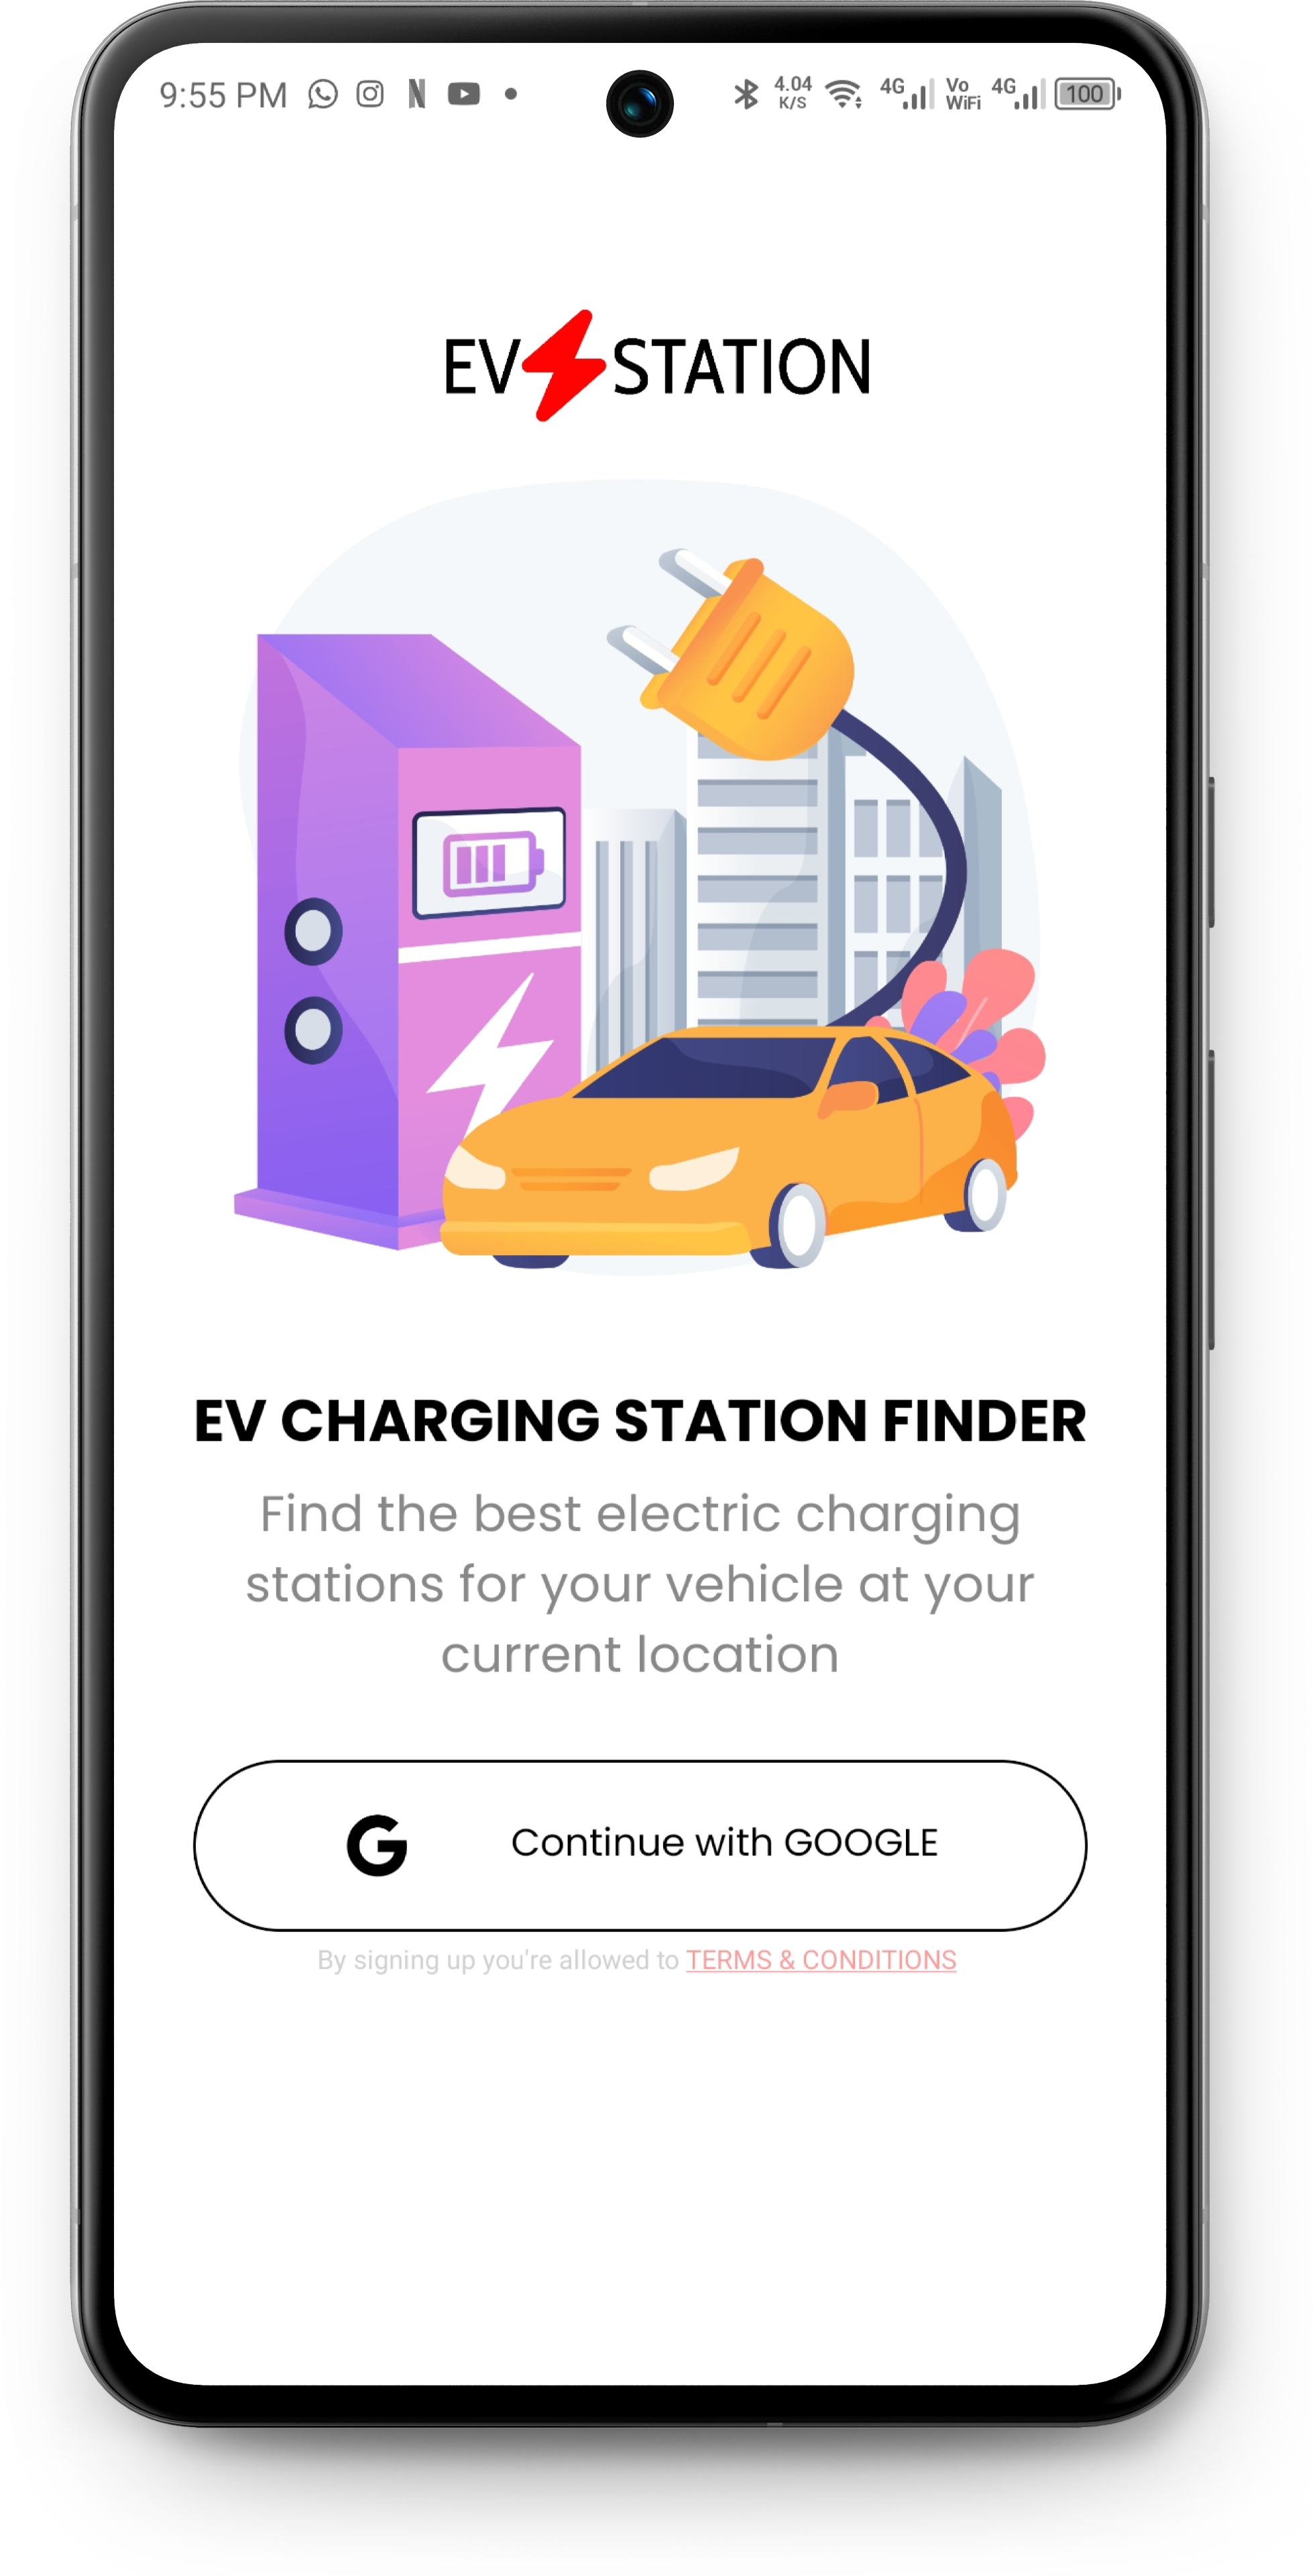 9:55 PM
4.04
K/S
4G
Vo
WiFi
4G
100
EV STATION
EV CHARGING STATION FINDER
Find the best electric charging
stations for your vehicle at your
current location
G Continue with GOOGLE
By signing up you're allowed to TERMS & CONDITIONS